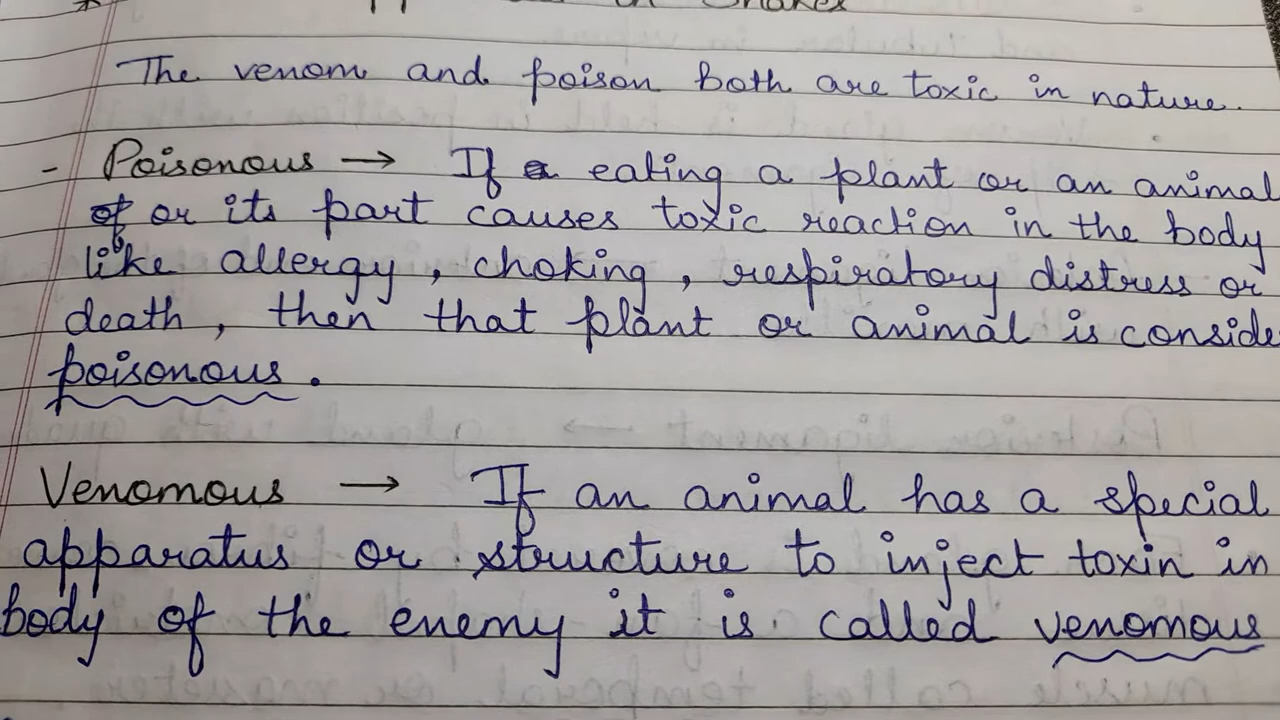 in Snakes
The venom and poison both are toxic in nature.
- Poisonous → If eating a plant or an animal
or its part causes toxic reaction in the body
like allergy, choking, respiratory distress or
death, then that plant or animal is conside
poisonous.
Venomous → If an animal has a special
apparatus or structure to inject toxin in
body of the enemy it is called venomous